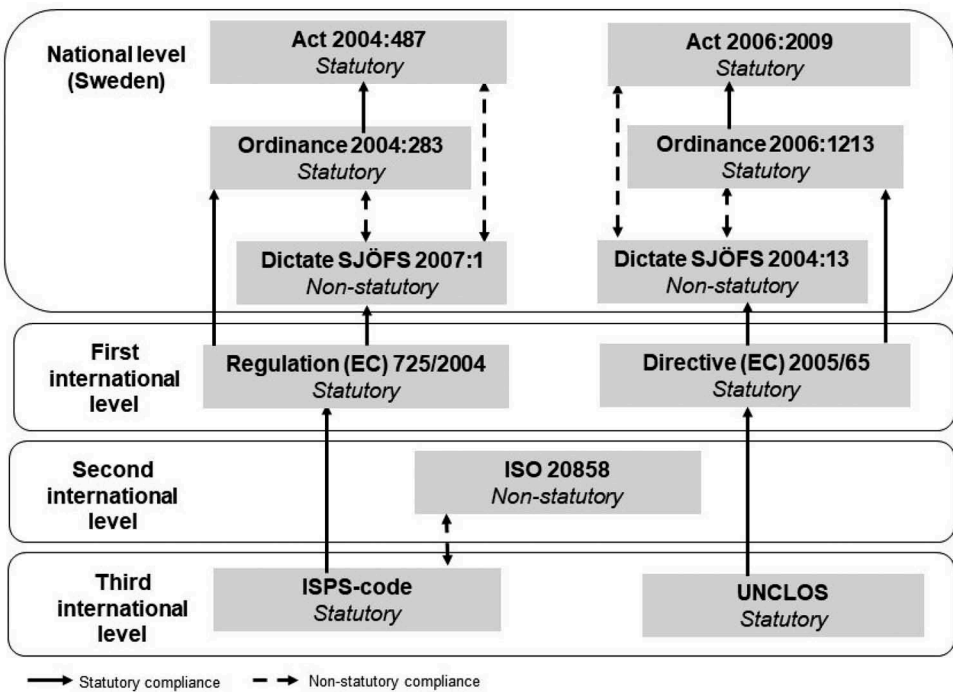 National level
(Sweden)
Act 2004:487
Statutory
Act 2006:2009
Statutory
Ordinance 2004:283
Statutory
Ordinance 2006:1213
Statutory
Dictate SJÖFS 2007:1
Non-statutory
Dictate SJÖFS 2004:13
Non-statutory
First
international
level
Regulation (EC) 725/2004
Statutory
Directive (EC) 2005/65
Statutory
Second
international
level
ISO 20858
Non-statutory
Third
international
level
ISPS-code
Statutory
UNCLOS
Statutory
Statutory compliance
Non-statutory compliance